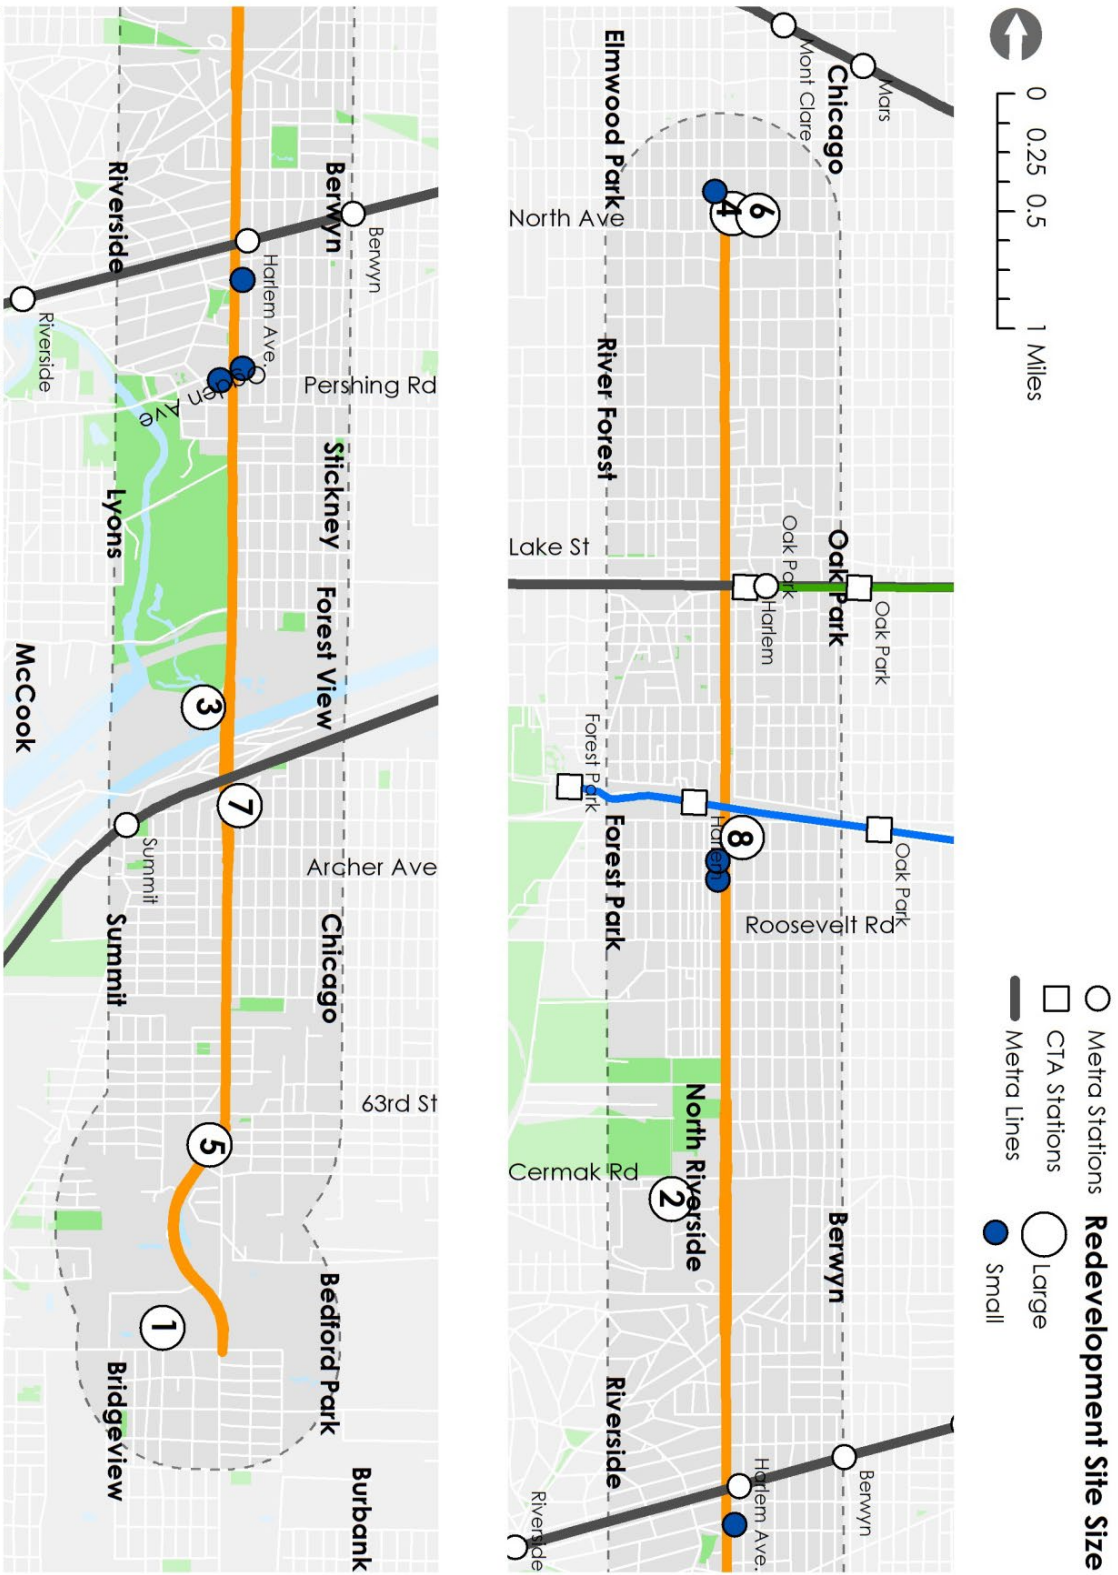 0 0.25 0.5 1 Miles
Redevelopment Site Size
Metra Stations
CTA Stations
Metra Lines
Large
Small
Chicago
Mars
Mont Clare
Elmwood Park
North Ave
6
4
River Forest
Lake St
Oak Park
Oak Park
Oak Park
Harlem
Forest Park
Harlem
Oak Park
8
Forest Park
Roosevelt Rd
North Riverside
Cermak Rd
2
Berwyn
Riverside
Berwyn
Harlem Ave.
Riverside
Berwyn
Berwyn
Riverside
Harlem Ave.
Riverside
Pershing Rd
Ogden Ave
Stickney
Lyons
Forest View
McCook
3
7
Summit
Archer Ave
Chicago
Summit
63rd St
5
Bedford Park
1
Bridgeview
Burbank